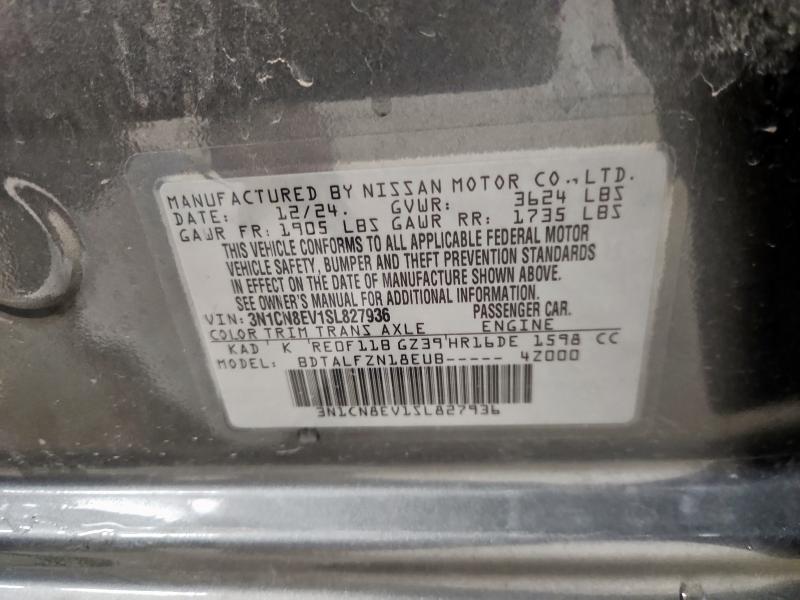 MANUFACTURED BY NISSAN MOTOR CO., LTD.
DATE: 12/24. GVWR: 3624 LBS
GAWR FR: 1905 LBS GAWR RR: 1735 LBS
THIS VEHICLE CONFORMS TO ALL APPLICABLE FEDERAL MOTOR
VEHICLE SAFETY, BUMPER AND THEFT PREVENTION STANDARDS
IN EFFECT ON THE DATE OF MANUFACTURE SHOWN ABOVE.
SEE OWNER'S MANUAL FOR ADDITIONAL INFORMATION.
VIN: 3N1CN8EV1SL827936 PASSENGER CAR.
COLOR TRIM TRANS AXLE ENGINE
KAD K RE0F11B GZ39 HR16DE 1598 CC
MODEL: BDTALFZN18EUB----- 4Z000
3N1CN8EV1SL827936